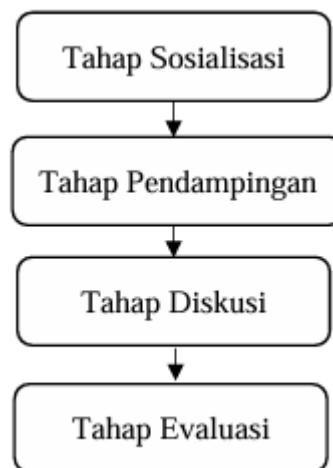 Tahap Sosialisasi
Tahap Pendampingan
Tahap Diskusi
Tahap Evaluasi